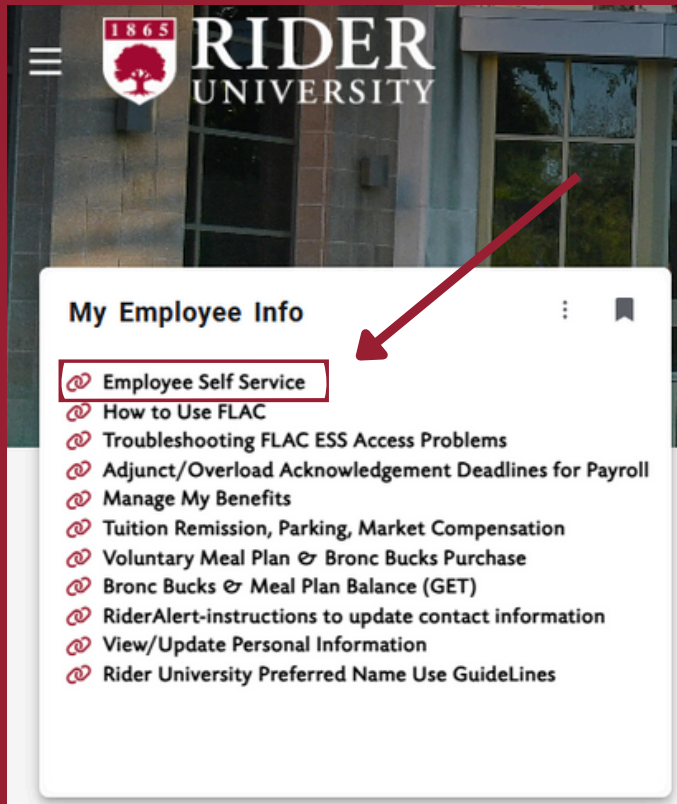 1865
RIDER
UNIVERSITY
My Employee Info
Employee Self Service
How to Use FLAC
Troubleshooting FLAC ESS Access Problems
Adjunct/Overload Acknowledgement Deadlines for Payroll
Manage My Benefits
Tuition Remission, Parking, Market Compensation
Voluntary Meal Plan & Bronc Bucks Purchase
Bronc Bucks & Meal Plan Balance (GET)
RiderAlert-instructions to update contact information
View/Update Personal Information
Rider University Preferred Name Use GuideLines